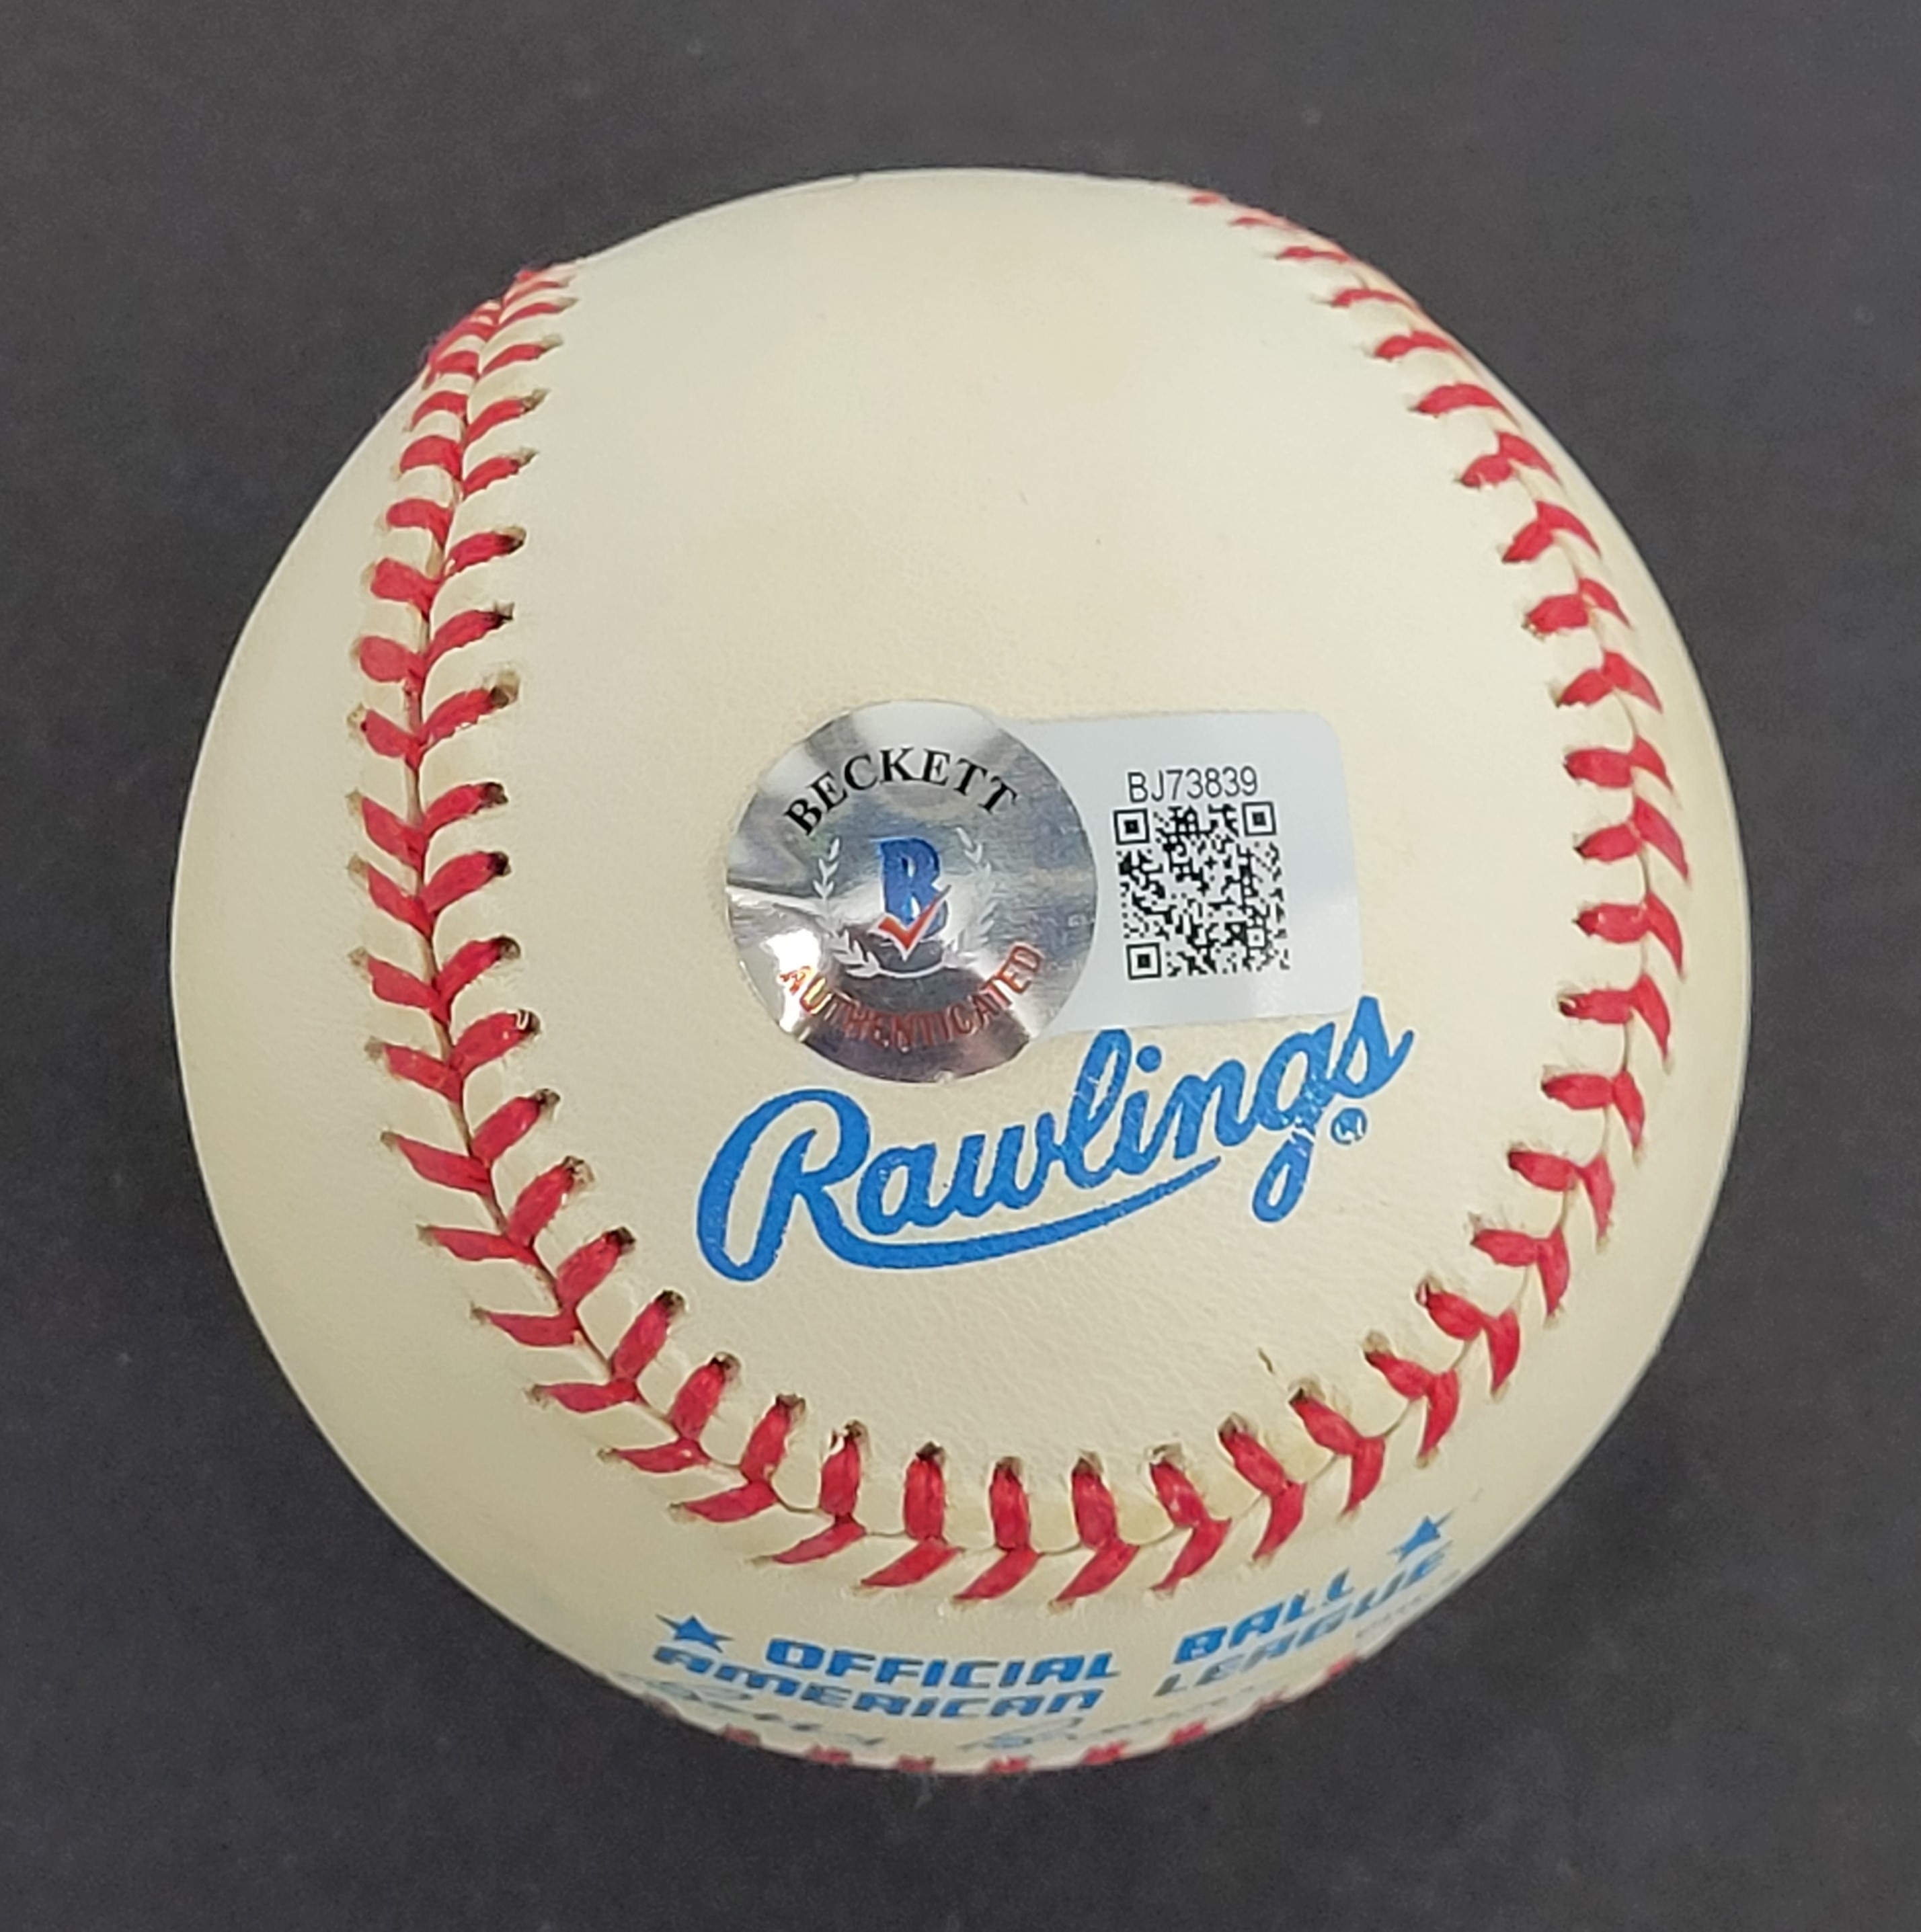 BECKETT
B
AUTHENTICATED
BJ73839
Rawlings
OFFICIAL BALL
AMERICAN LEAGUE